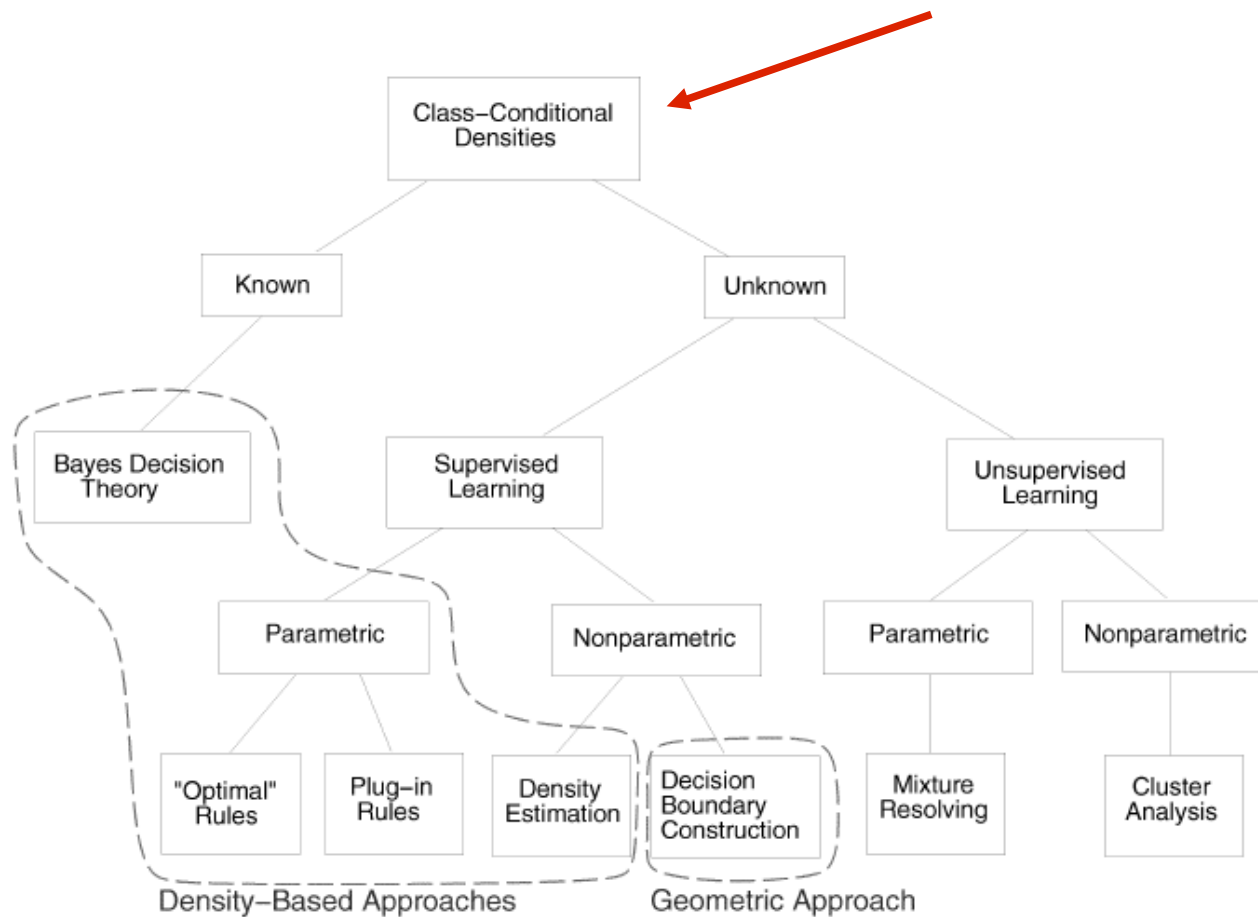 Class-Conditional
Densities
Known
Unknown
Bayes Decision
Theory
Supervised
Learning
Unsupervised
Learning
Parametric
Nonparametric
Parametric
Nonparametric
"Optimal"
Rules
Plug-in
Rules
Density
Estimation
Decision
Boundary
Construction
Mixture
Resolving
Cluster
Analysis
Density-Based Approaches
Geometric Approach